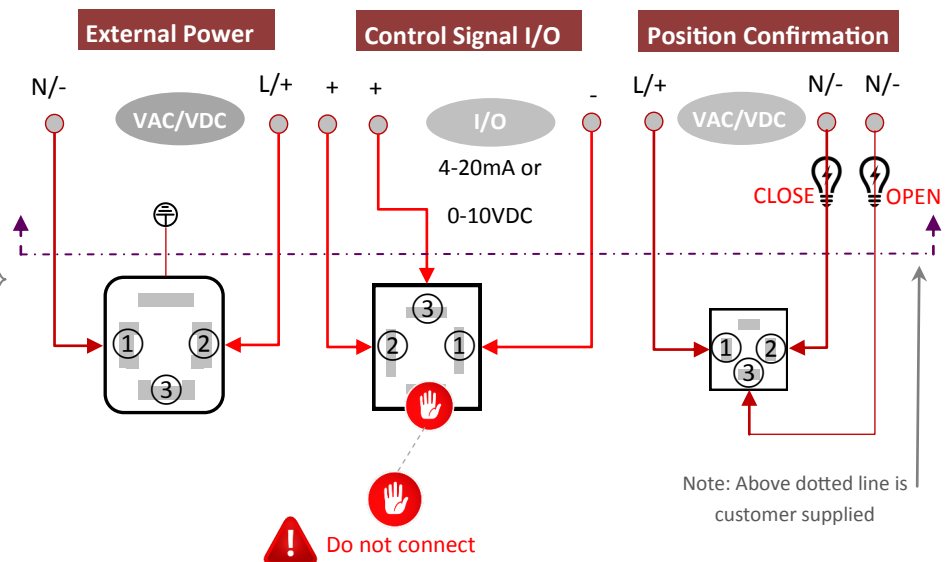 External Power
Control Signal I/O
Position Confirmation
N/-
L/+
+
+
-
L/+
N/-
N/-
VAC/VDC
I/O
VAC/VDC
4-20mA or
0-10VDC
CLOSE
OPEN
1
2
3
3
2
1
1
2
3
Note: Above dotted line is
customer supplied
!
Do not connect